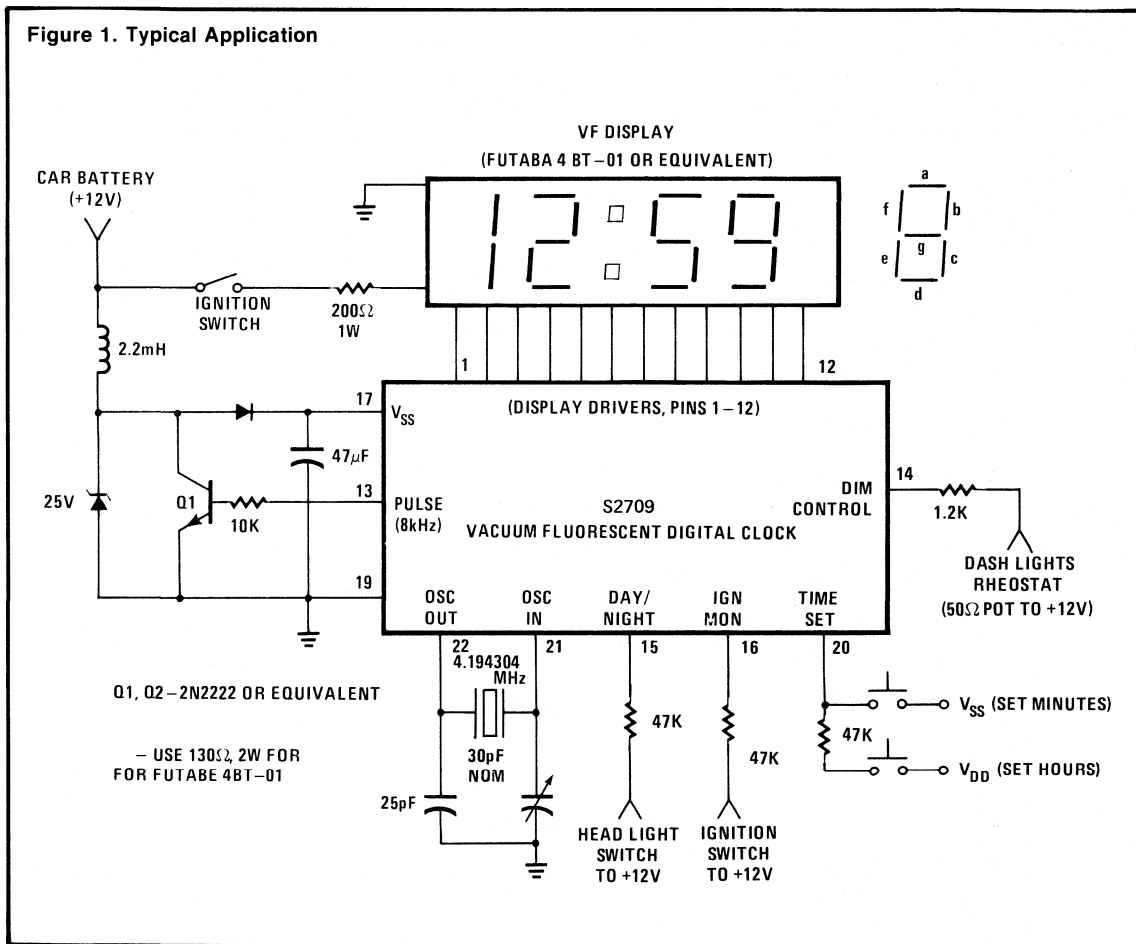 Figure 1. Typical Application
VF DISPLAY
(FUTABA 4 BT-01 OR EQUIVALENT)
CAR BATTERY
(+12V)
12:59
a
f
b
g
e
c
d
IGNITION
SWITCH
200Ω
1W
2.2mH
1
12
17
VSS
(DISPLAY DRIVERS, PINS 1-12)
47μF
14
DIM
CONTROL
1.2K
25V
Q1
10K
13
PULSE
(8kHz)
S2709
VACUUM FLUORESCENT DIGITAL CLOCK
DASH LIGHTS
RHEOSTAT
(50Ω POT TO +12V)
19
OSC
OUT
OSC
IN
DAY/
NIGHT
IGN
MON
TIME
SET
22
21
15
16
20
4.194304
MHz
Q1, Q2-2N2222 OR EQUIVALENT
VSS (SET MINUTES)
47K
47K
47K
– USE 130Ω, 2W FOR
FOR FUTABE 4BT-01
30pF
NOM
VDD (SET HOURS)
25pF
HEAD LIGHT
SWITCH
TO +12V
IGNITION
SWITCH
TO +12V